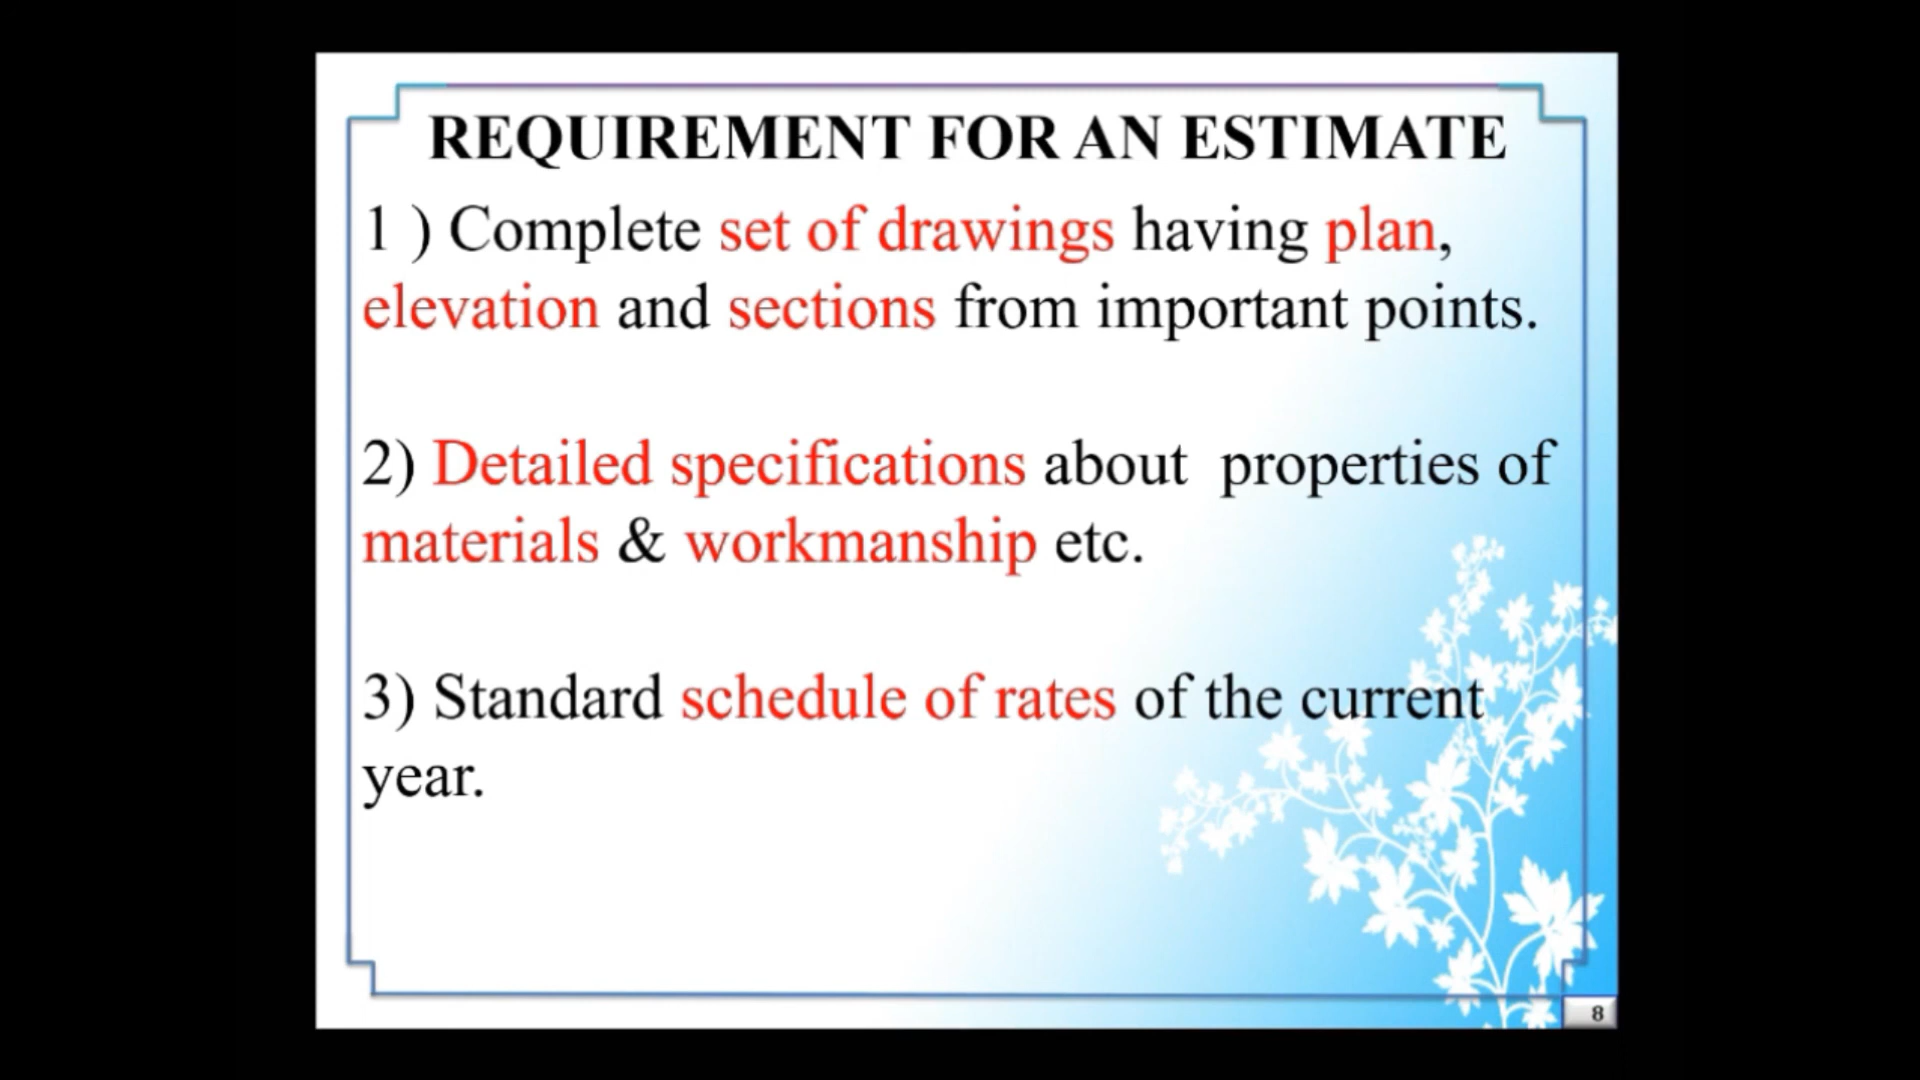 REQUIREMENT FOR AN ESTIMATE
1 ) Complete set of drawings having plan,
elevation and sections from important points.
2) Detailed specifications about  properties of
materials & workmanship etc.
3) Standard schedule of rates of the current
year.
8